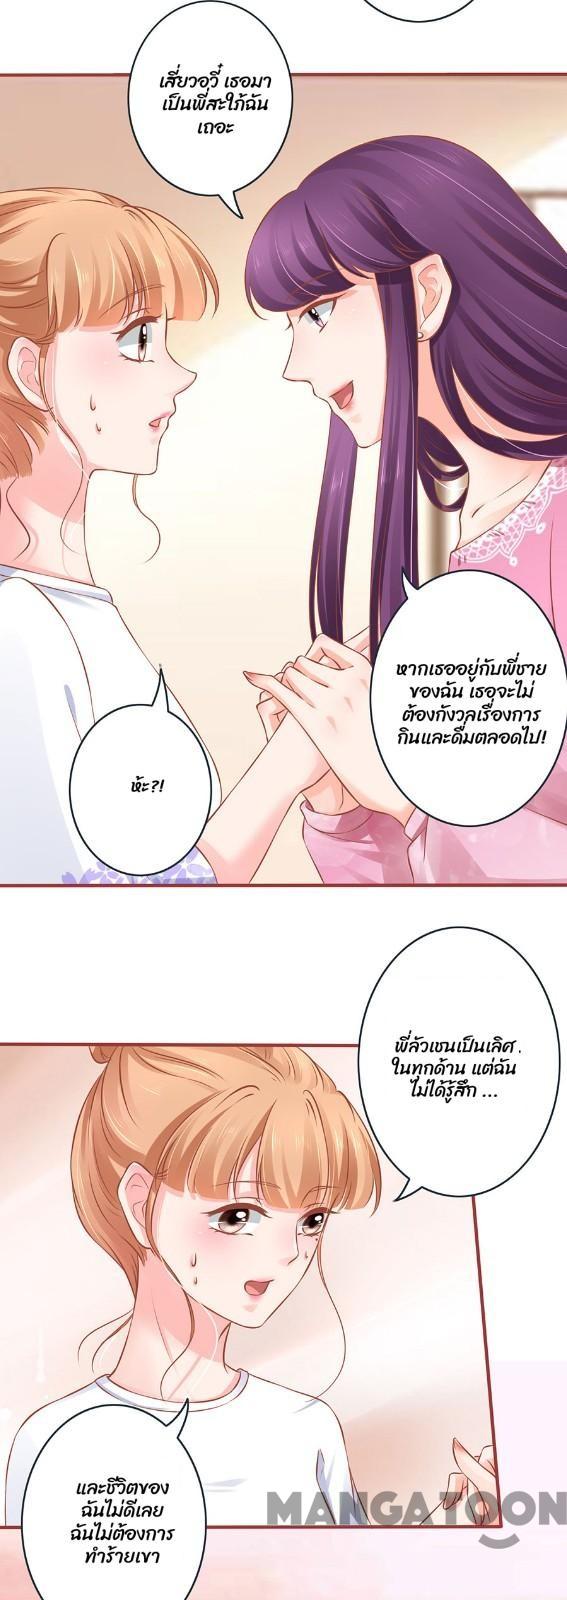 เสี่ยวอวี๋ เธอมา
เป็นพี่สะใภ้ฉัน
เถอะ
หากเธออยู่กับพี่ชาย
ของฉัน เธอจะไม่
ต้องกังวลเรื่องการ
กินและดื่มตลอดไป!
ห้ะ?!
พี่ลัวเชนเป็นเลิศ
ในทุกด้าน แต่ฉัน
ไม่ได้รู้สึก ...
และชีวิตของ
ฉันไม่ดีเลย
ฉันไม่ต้องการ
ทำร้ายเขา
MANGATOON